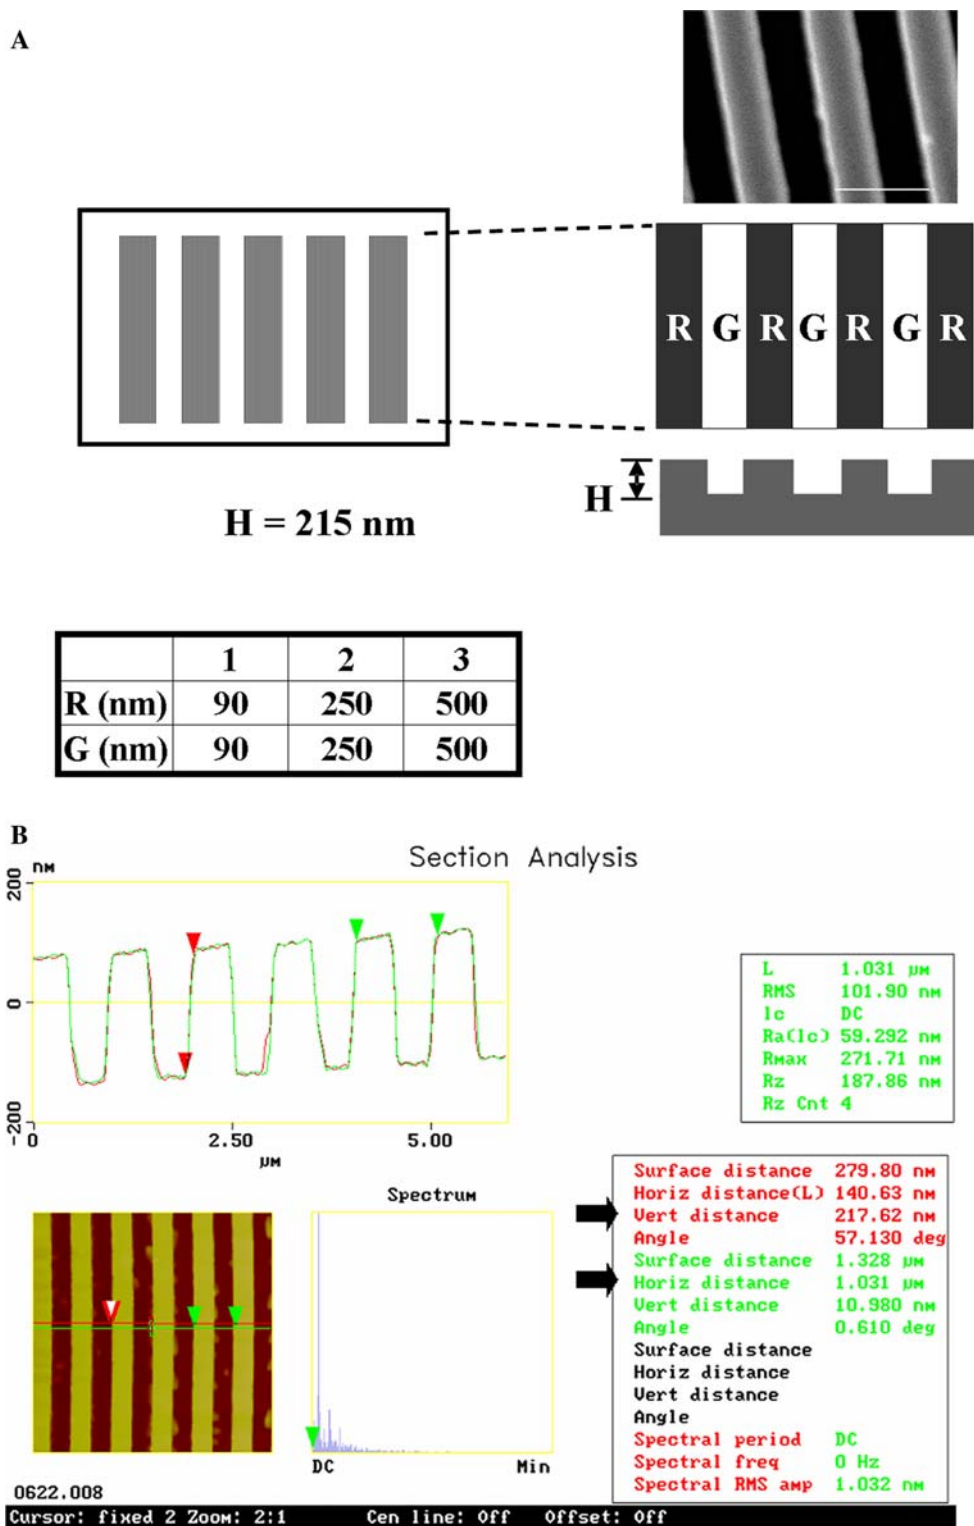 A
R G R G R G R
H
H = 215 nm
1 2 3
R (nm) 90 250 500
G (nm) 90 250 500
B
Section Analysis
nM
200
0
-200
0 2.50 5.00
µM
L 1.031 µM
RMS 101.90 nM
lc DC
Ra(lc) 59.292 nM
Rmax 271.71 nM
Rz 187.86 nM
Rz Cnt 4
Surface distance 279.80 nM
Horiz distance(L) 140.63 nM
Vert distance 217.62 nM
Angle 57.130 deg
Surface distance 1.328 µM
Horiz distance 1.031 µM
Vert distance 10.980 nM
Angle 0.610 deg
Surface distance
Horiz distance
Vert distance
Angle
Spectral period DC
Spectral freq 0 Hz
Spectral RMS amp 1.032 nM
Spectrum
DC Min
0622.008
Cursor: fixed 2 Zoom: 2:1 Cen line: Off Offset: Off